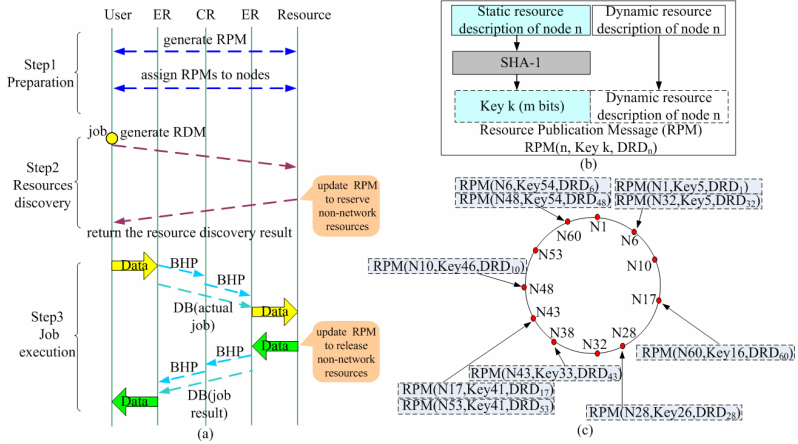 User ER CR ER Resource
generate RPM
Step1
Preparation
assign RPMs to nodes
job
generate RDM
Step2
Resources
discovery
update RPM
to reserve
non-network
resources
return the resource discovery result
Data
BHP
BHP
DB(actual
job)
Data
Step3
Job
execution
Data
update RPM
to release
non-network
resources
BHP
BHP
DB(job
result)
Data
(a)
Static resource
description of node n
Dynamic resource
description of node n
SHA-1
Key k (m bits)
Dynamic resource
description of node n
Resource Publication Message (RPM)
RPM(n, Key k, DRDn)
(b)
RPM(N6,Key54,DRD6)
RPM(N48,Key54,DRD48)
RPM(N1,Key5,DRD1)
RPM(N32,Key5,DRD32)
N60
N1
N6
N53
N10
RPM(N10,Key46,DRD10)
N48
N17
N43
N38
N32
N28
RPM(N60,Key16,DRD60)
RPM(N43,Key33,DRD43)
RPM(N17,Key41,DRD17)
RPM(N53,Key41,DRD53)
RPM(N28,Key26,DRD28)
(c)